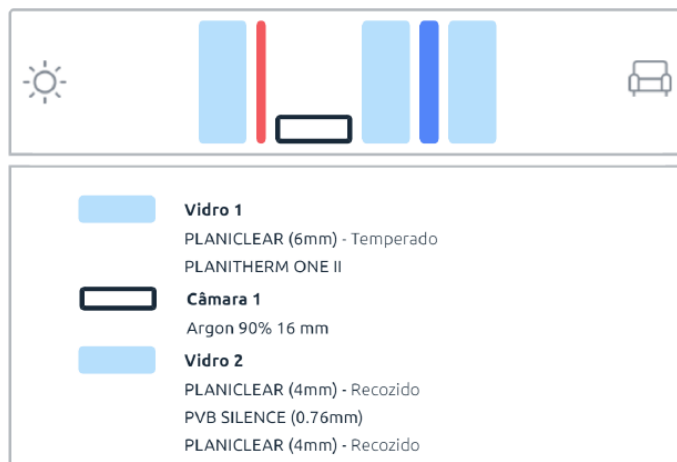 Vidro 1
PLANICLEAR (6mm) - Temperado
PLANITHERM ONE II
Câmara 1
Argon 90% 16 mm
Vidro 2
PLANICLEAR (4mm) - Recozido
PVB SILENCE (0.76mm)
PLANICLEAR (4mm) - Recozido